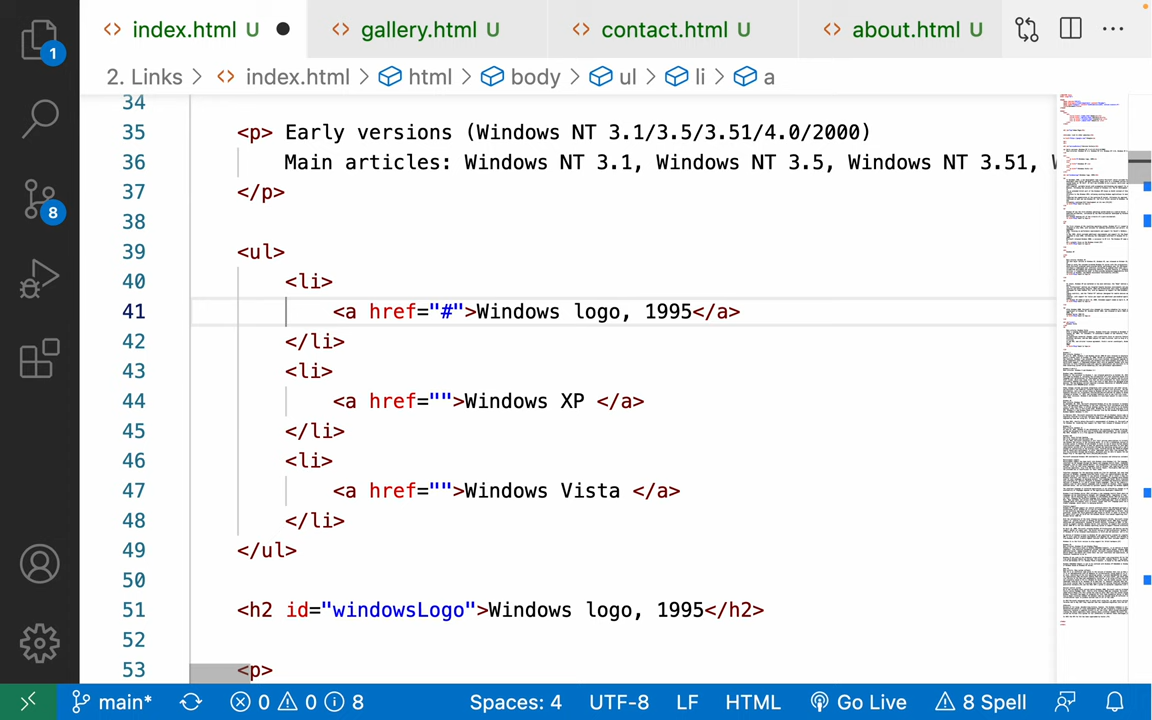 1
index.html U
gallery.html U
contact.html U
about.html U
2. Links > index.html > html > body > ul > li > a
34
35 <p> Early versions (Windows NT 3.1/3.5/3.51/4.0/2000)
36 Main articles: Windows NT 3.1, Windows NT 3.5, Windows NT 3.51,
37 </p>
38
39 <ul>
40 <li>
41 <a href="#">Windows logo, 1995</a>
42 </li>
43 <li>
44 <a href="">Windows XP </a>
45 </li>
46 <li>
47 <a href="">Windows Vista </a>
48 </li>
49 </ul>
50
51 <h2 id="windowsLogo">Windows logo, 1995</h2>
52
53 <p>
8
main* 0 0 8 Spaces: 4 UTF-8 LF HTML Go Live 8 Spell